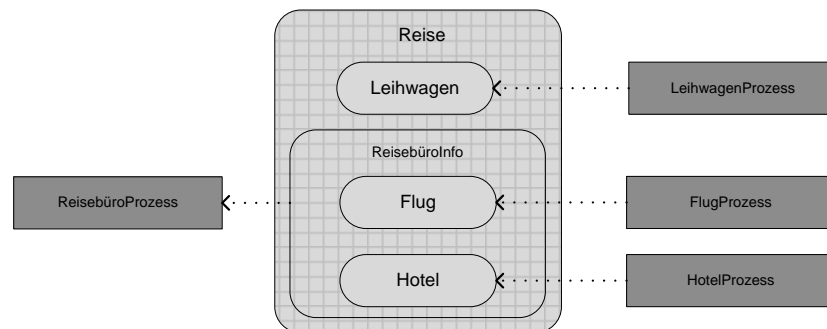 Reise
Leihwagen
LeihwagenProzess
ReisebüroInfo
ReisebüroProzess
Flug
FlugProzess
Hotel
HotelProzess